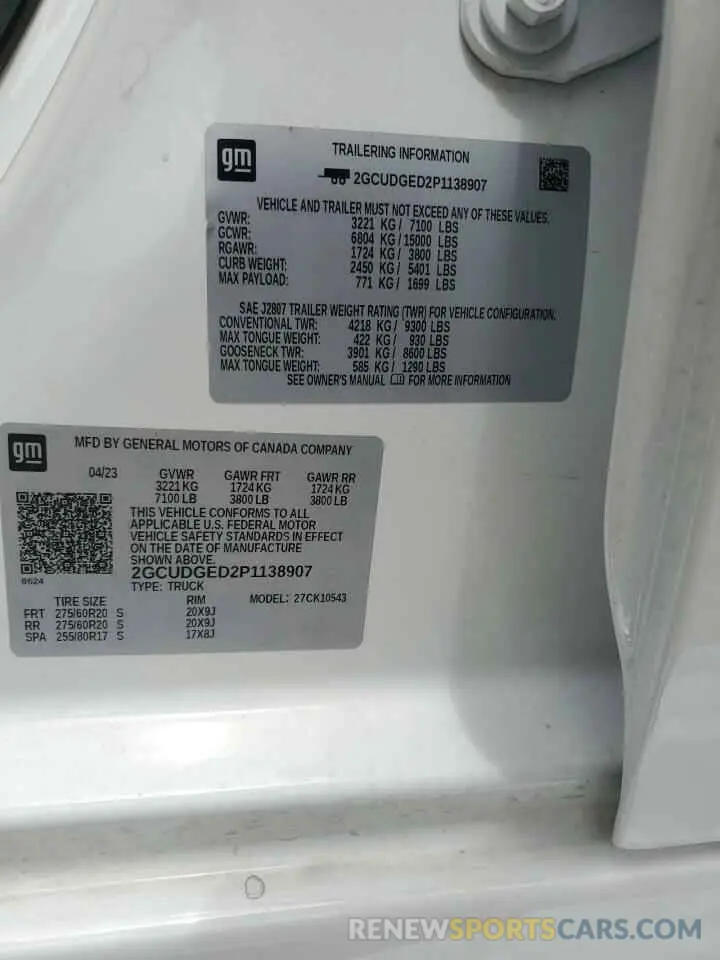 gm
TRAILERING INFORMATION
2GCUDGED2P1138907
VEHICLE AND TRAILER MUST NOT EXCEED ANY OF THESE VALUES.
GVWR: 3221 KG / 7100 LBS
GCWR: 6804 KG / 15000 LBS
RGAWR: 1724 KG / 3800 LBS
CURB WEIGHT: 2450 KG / 5401 LBS
MAX PAYLOAD: 771 KG / 1699 LBS
SAE J2807 TRAILER WEIGHT RATING (TWR) FOR VEHICLE CONFIGURATION.
CONVENTIONAL TWR: 4218 KG / 9300 LBS
MAX TONGUE WEIGHT: 422 KG / 930 LBS
GOOSENECK TWR: 3901 KG / 8600 LBS
MAX TONGUE WEIGHT: 585 KG / 1290 LBS
SEE OWNER'S MANUAL FOR MORE INFORMATION
gm
MFD BY GENERAL MOTORS OF CANADA COMPANY
04/23 GVWR GAWR FRT GAWR RR
3221 KG 1724 KG 1724 KG
7100 LB 3800 LB 3800 LB
THIS VEHICLE CONFORMS TO ALL
APPLICABLE U.S. FEDERAL MOTOR
VEHICLE SAFETY STANDARDS IN EFFECT
ON THE DATE OF MANUFACTURE
SHOWN ABOVE.
2GCUDGED2P1138907
8624 TYPE: TRUCK
TIRE SIZE RIM MODEL: 27CK10543
FRT 275/60R20 S 20X9J
RR 275/60R20 S 20X9J
SPA 255/80R17 S 17X8J
RENEWSPORTSCARS.COM